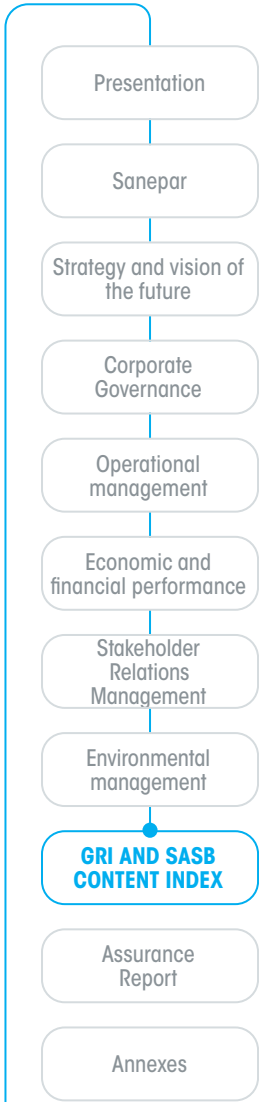 Presentation
Sanepar
Strategy and vision of
the future
Corporate
Governance
Operational
management
Economic and
financial performance
Stakeholder
Relations
Management
Environmental
management
GRI AND SASB
CONTENT INDEX
Assurance
Report
Annexes